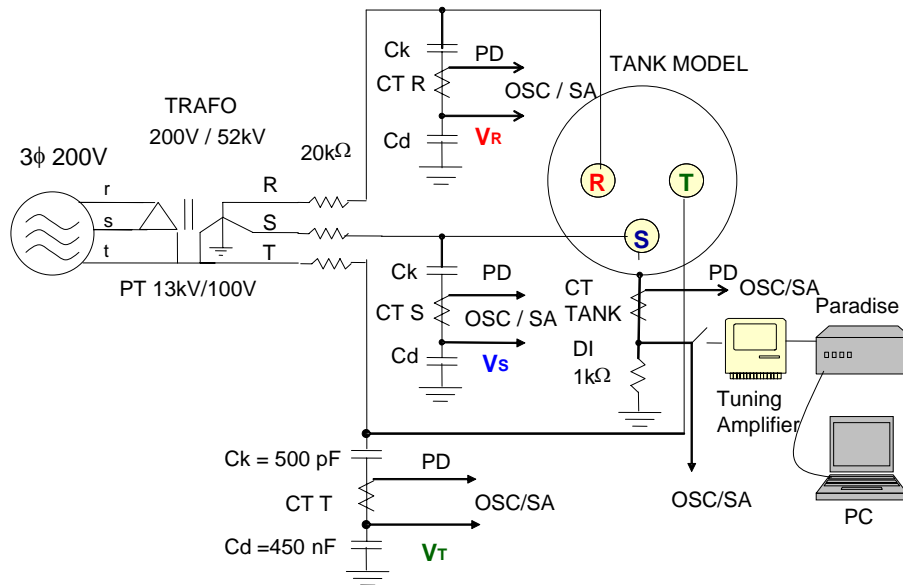 Ck
PD
CT R
OSC / SA
TANK MODEL
TRAFO
200V / 52kV
Cd
VR
20kΩ
3ϕ 200V
r
R
R
T
s
S
S
t
T
PT 13kV/100V
Ck
PD
CT
TANK
PD
OSC/SA
CT S
OSC / SA
Paradise
Cd
VS
DI
1kΩ
Tuning
Amplifier
Ck = 500 pF
PD
CT T
OSC/SA
OSC/SA
PC
Cd =450 nF
VT